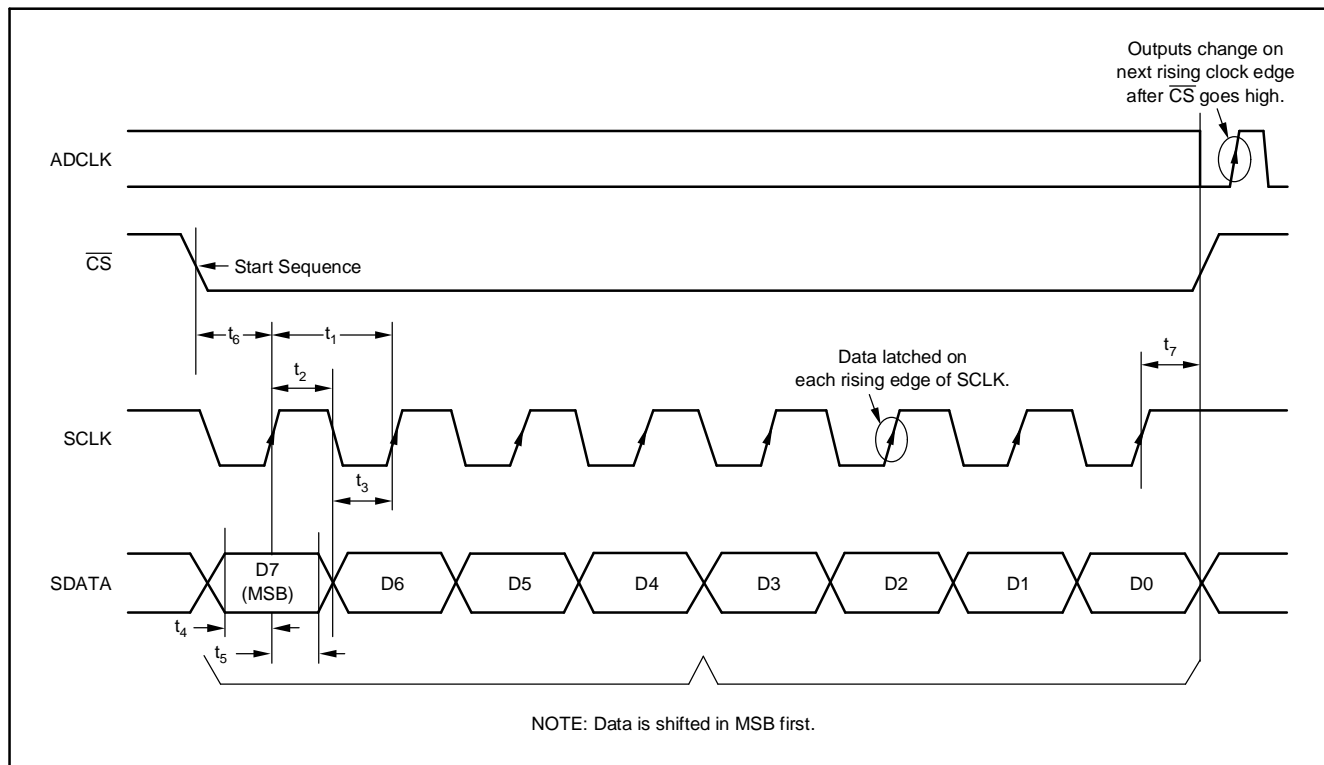 Outputs change on
next rising clock edge
after C̅S̅ goes high.
ADCLK
C̅S̅
Start Sequence
t6
t1
t2
Data latched on
each rising edge of SCLK.
t7
SCLK
t3
SDATA
D7
(MSB)
D6
D5
D4
D3
D2
D1
D0
t4
t5
NOTE: Data is shifted in MSB first.